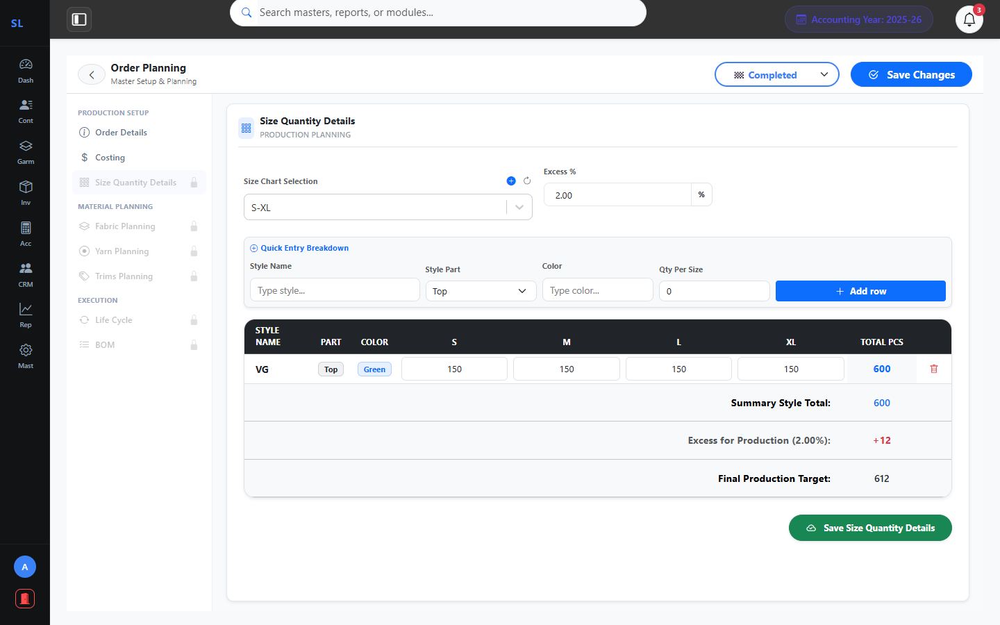 SL
Search masters, reports, or modules...
Accounting Year: 2025-26
3
Dash
Cont
Garm
Inv
Acc
CRM
Rep
Mast
A
Order Planning
Master Setup & Planning
Completed
Save Changes
PRODUCTION SETUP
Order Details
Costing
Size Quantity Details
MATERIAL PLANNING
Fabric Planning
Yarn Planning
Trims Planning
EXECUTION
Life Cycle
BOM
Size Quantity Details
PRODUCTION PLANNING
Size Chart Selection
S-XL
Excess %
2.00 %
Quick Entry Breakdown
Style Name Style Part Color Qty Per Size
Type style... Top Type color... 0 + Add row
STYLE NAME PART COLOR S M L XL TOTAL PCS
VG Top Green 150 150 150 150 600
Summary Style Total: 600
Excess for Production (2.00%): +12
Final Production Target: 612
Save Size Quantity Details